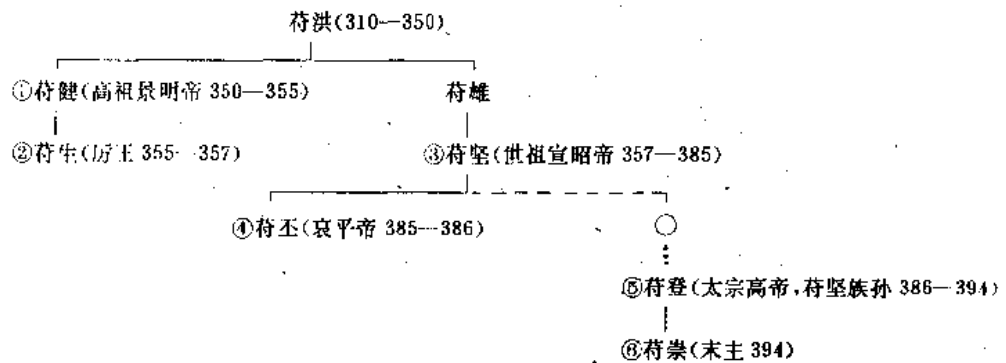 苻洪(310—350)
①苻健(高祖景明帝 350—355) 苻雄
②苻生(厉王 355—357) ③苻坚(世祖宣昭帝 357—385)
④苻丕(哀平帝 385—386)
⑤苻登(太宗高帝,苻坚族孙 386—394)
⑥苻崇(末主 394)